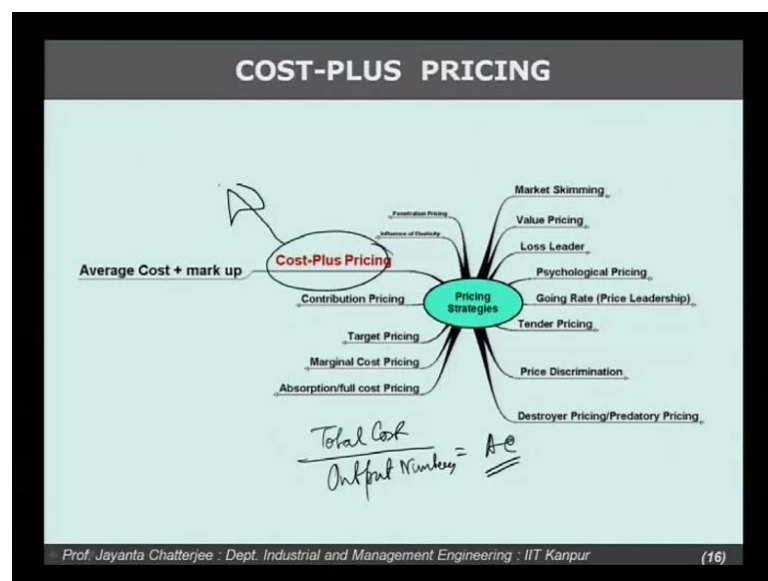 COST-PLUS PRICING
Penetration Pricing
Influence of Elasticity
Cost-Plus Pricing
Average Cost + mark up
Contribution Pricing
Target Pricing
Marginal Cost Pricing
Absorption/full cost Pricing
Pricing
Strategies
Market Skimming
Value Pricing
Loss Leader
Psychological Pricing
Going Rate (Price Leadership)
Tender Pricing
Price Discrimination
Destroyer Pricing/Predatory Pricing
Total Cost
Output Numbers = AC
Prof. Jayanta Chatterjee : Dept. Industrial and Management Engineering : IIT Kanpur
(16)